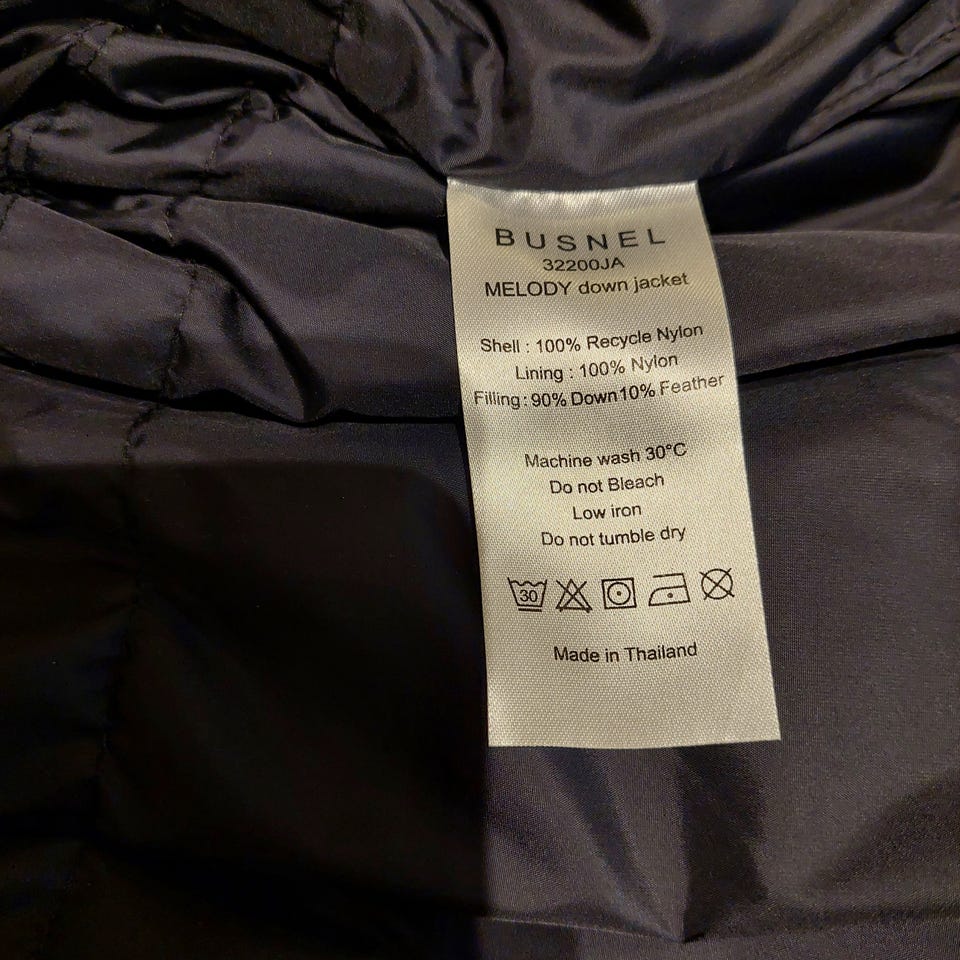 BUSNEL
32200JA
MELODY down jacket
Shell : 100% Recycle Nylon
Lining : 100% Nylon
Filling : 90% Down10% Feather
Machine wash 30°C
Do not Bleach
Low iron
Do not tumble dry
30
Made in Thailand